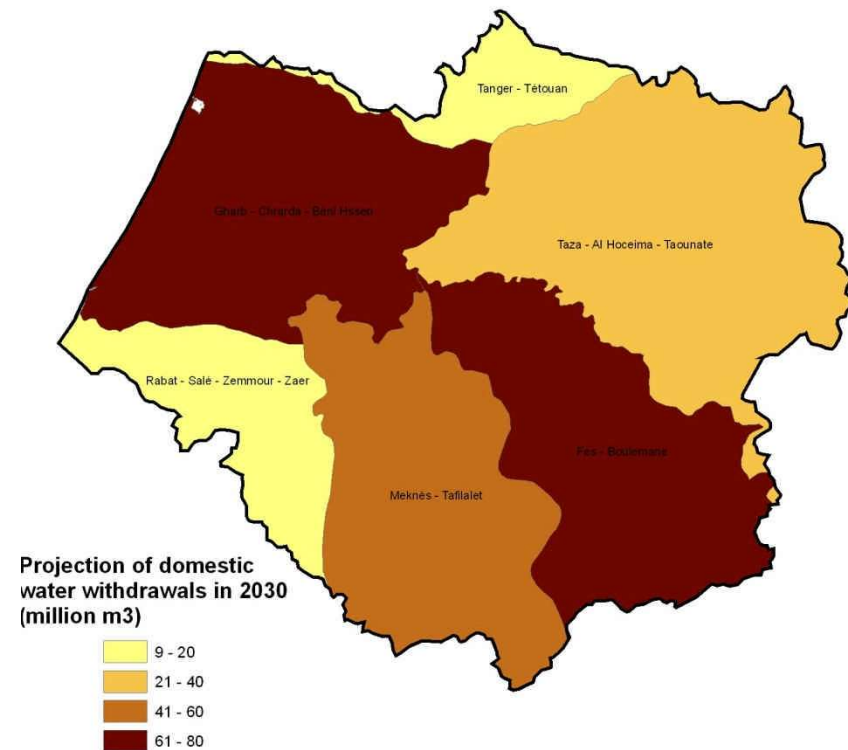 Tanger - Tétouan
Gharb - Chrarda - Béni Hssen
Taza - Al Hoceima - Taounate
Rabat - Salé - Zemmour - Zaer
Fès - Boulemane
Meknès - Tafilalet
Projection of domestic
water withdrawals in 2030
(million m3)
9 - 20
21 - 40
41 - 60
61 - 80